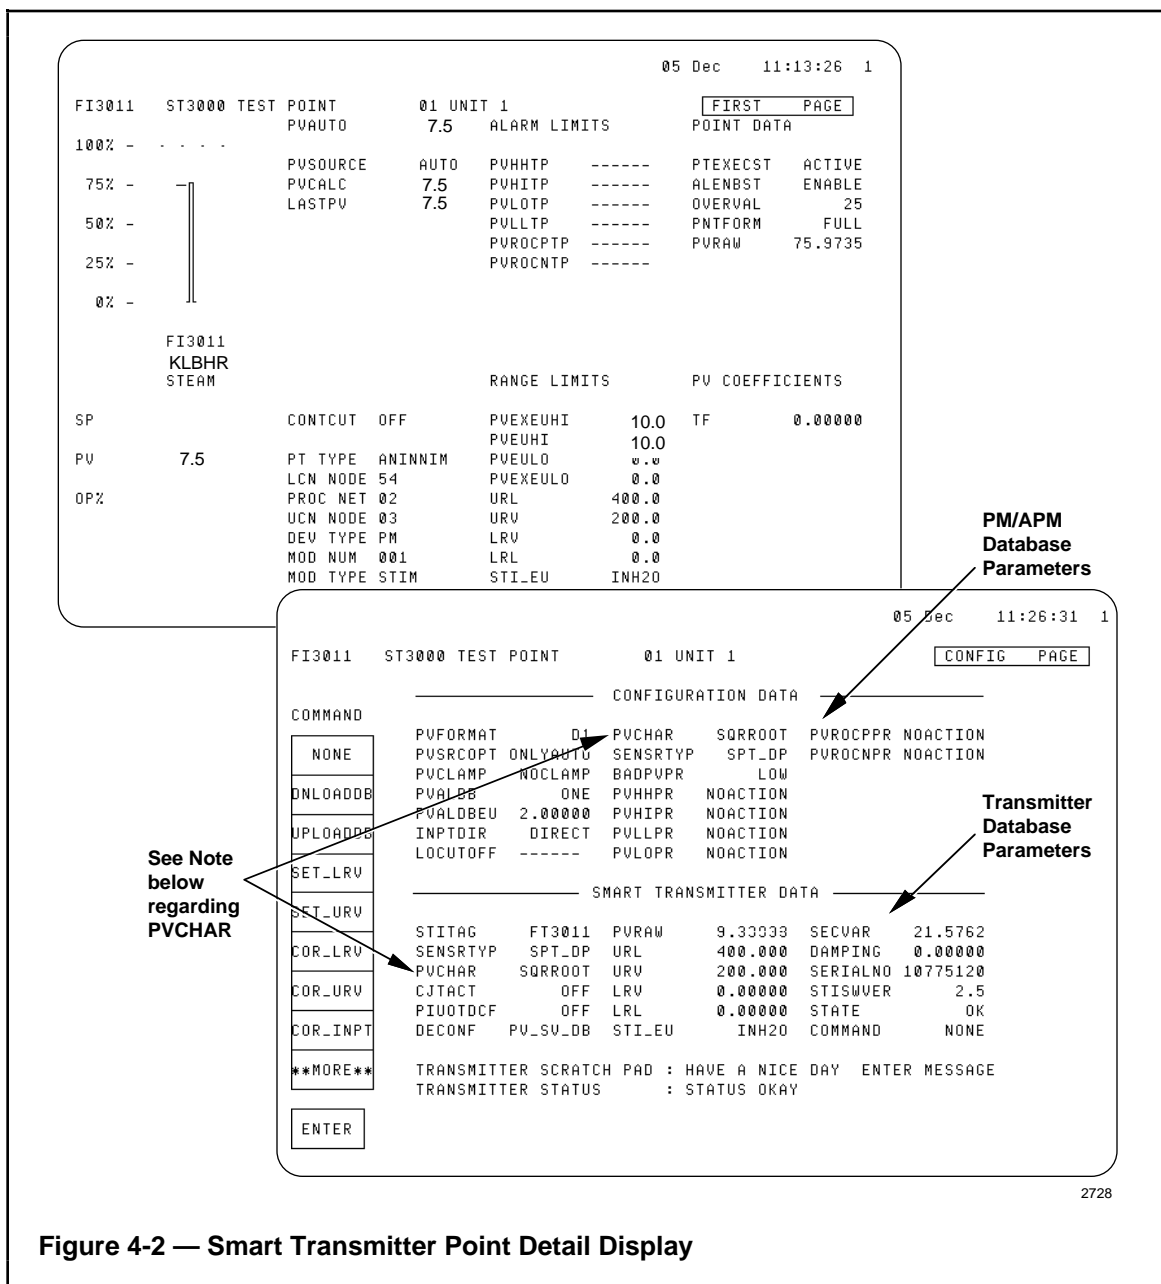 05 Dec 11:13:26 1
FI3011 ST3000 TEST POINT 01 UNIT 1 FIRST PAGE
PVAUTO 7.5 ALARM LIMITS POINT DATA
100% - - - - -
PVSOURCE AUTO PVHHTP ------ PTEXECST ACTIVE
75% - PVCALC 7.5 PVHITP ------ ALENBST ENABLE
LASTPV 7.5 PVLOTP ------ OVERVAL 25
50% - PVLLTP ------ PNTFORM FULL
PVROCPTP ------ PVRAW 75.9735
25% - PVROCNTP ------
0% -
FI3011
KLBHR
STEAM RANGE LIMITS PV COEFFICIENTS
SP CONTCUT OFF PVEXEUHI 10.0 TF 0.00000
PVEUHI 10.0
PV 7.5 PT TYPE ANINNIM PVEULO 0.0
LCN NODE 54 PVEXEULO 0.0
OP% PROC NET 02 URL 400.0
UCN NODE 03 URV 200.0
DEV TYPE PM LRV 0.0
MOD NUM 001 LRL 0.0
MOD TYPE STIM STI_EU INH2O
PM/APM
Database
Parameters
05 Dec 11:26:31 1
FI3011 ST3000 TEST POINT 01 UNIT 1 CONFIG PAGE
CONFIGURATION DATA
COMMAND
PVFORMAT D1 PVCHAR SQRROOT PVROCPPR NOACTION
NONE PVSRCOPT ONLYAUTO SENSRTYP SPT_DP PVROCNPR NOACTION
PVCLAMP NOCLAMP BADPVPR LOW
DNLOADDB PVALDB ONE PVHHPR NOACTION
PVALDBEU 2.00000 PVHIPR NOACTION
UPLOADDB INPTDIR DIRECT PVLLPR NOACTION
LOCUTOFF ------ PVLOPR NOACTION
Transmitter
Database
Parameters
See Note
below
regarding
PVCHAR
SET_LRV
SMART TRANSMITTER DATA
SET_URV
STITAG FT3011 PVRAW 9.33333 SECVAR 21.5762
COR_LRV SENSRTYP SPT_DP URL 400.000 DAMPING 0.00000
PVCHAR SQRROOT URV 200.000 SERIALNO 10775120
COR_URV CJTACT OFF LRV 0.00000 STISWVER 2.5
PIUOTDCF OFF LRL 0.00000 STATE OK
COR_INPT DECONF PV_SV_DB STI_EU INH2O COMMAND NONE
**MORE** TRANSMITTER SCRATCH PAD : HAVE A NICE DAY ENTER MESSAGE
TRANSMITTER STATUS : STATUS OKAY
ENTER
2728
Figure 4-2 — Smart Transmitter Point Detail Display